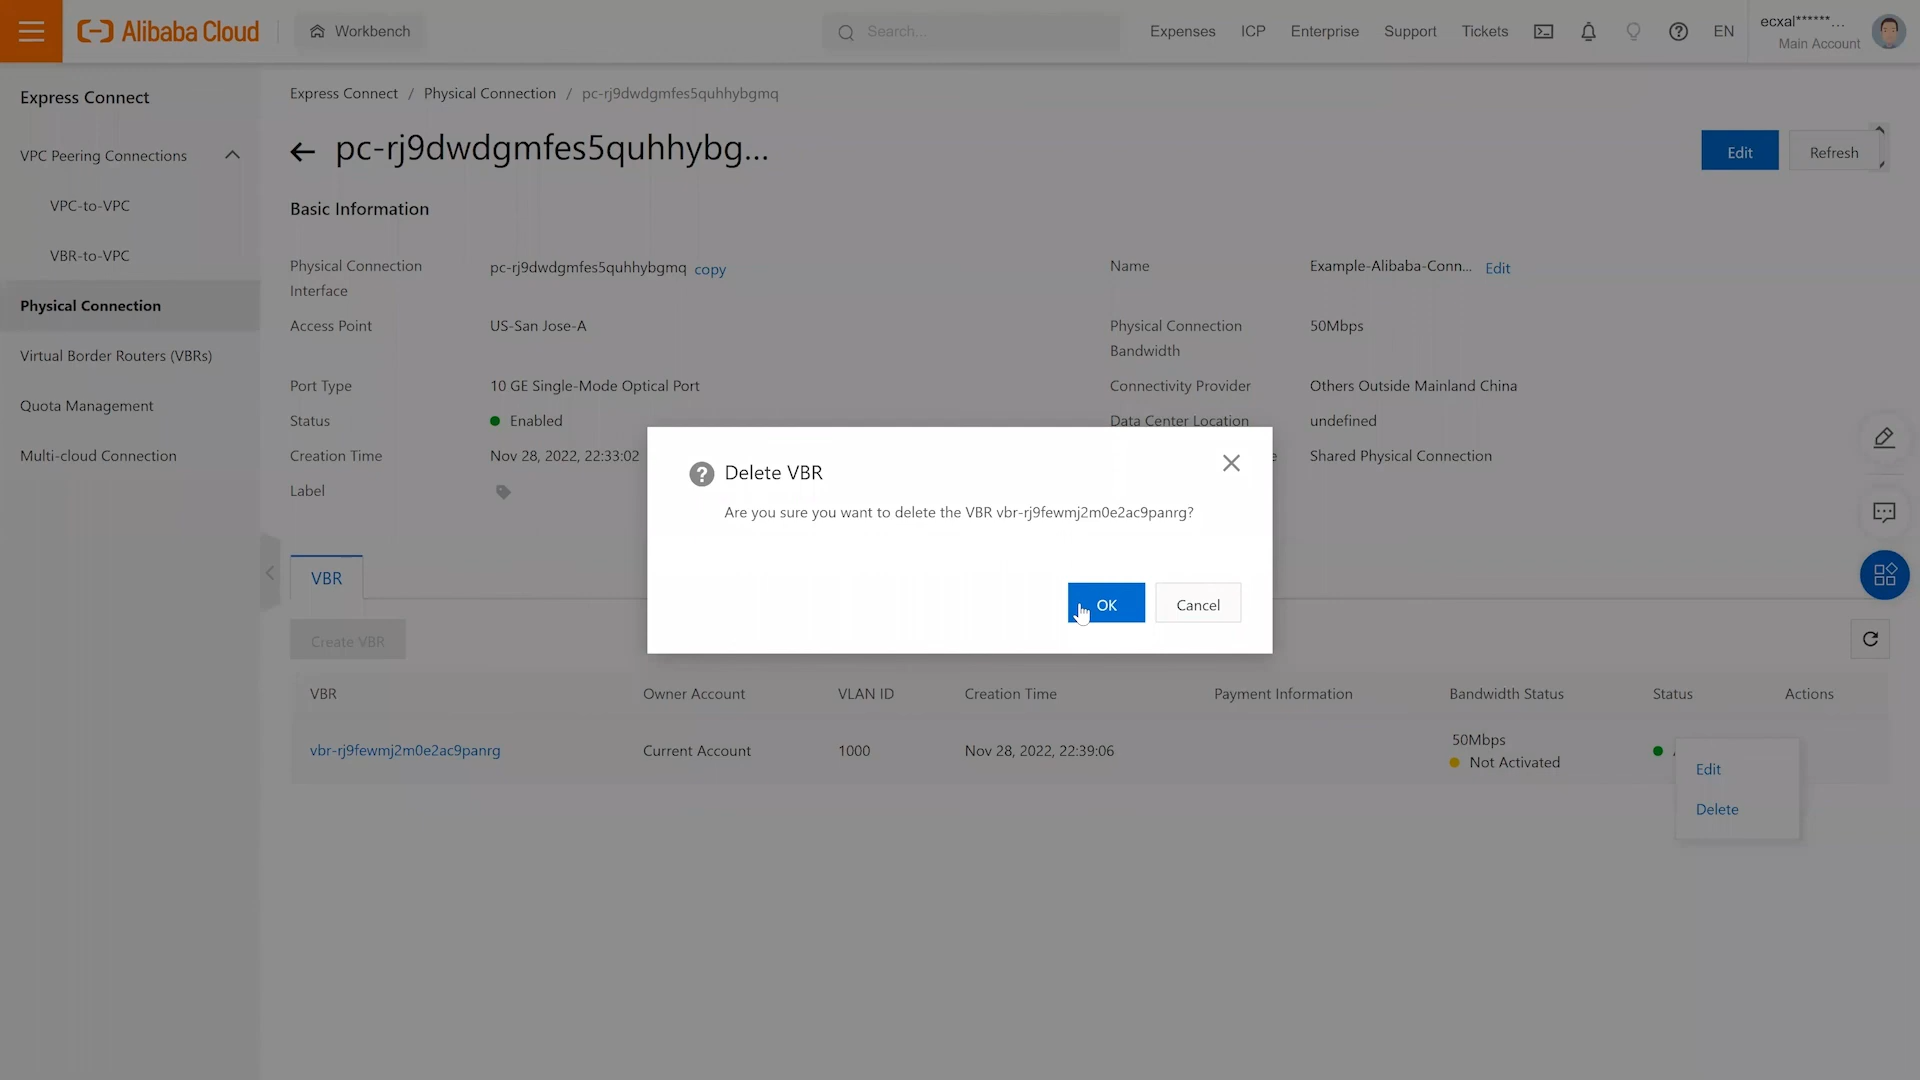 Alibaba Cloud
Workbench
Search...
Expenses
ICP
Enterprise
Support
Tickets
EN
ecxal******...
Main Account
Express Connect
VPC Peering Connections
VPC-to-VPC
VBR-to-VPC
Physical Connection
Virtual Border Routers (VBRs)
Quota Management
Multi-cloud Connection
Express Connect / Physical Connection / pc-rj9dwdgmfes5quhhybgmq
pc-rj9dwdgmfes5quhhybg...
Edit
Refresh
Basic Information
Physical Connection Interface
pc-rj9dwdgmfes5quhhybgmq copy
Name
Example-Alibaba-Conn... Edit
Access Point
US-San Jose-A
Physical Connection Bandwidth
50Mbps
Port Type
10 GE Single-Mode Optical Port
Connectivity Provider
Others Outside Mainland China
Status
Enabled
Data Center Location
undefined
Creation Time
Nov 28, 2022, 22:33:02
Shared Physical Connection
Label
Delete VBR
Are you sure you want to delete the VBR vbr-rj9fewmj2m0e2ac9panrg?
OK
Cancel
VBR
Create VBR
VBR
Owner Account
VLAN ID
Creation Time
Payment Information
Bandwidth Status
Status
Actions
vbr-rj9fewmj2m0e2ac9panrg
Current Account
1000
Nov 28, 2022, 22:39:06
50Mbps
Not Activated
Edit
Delete